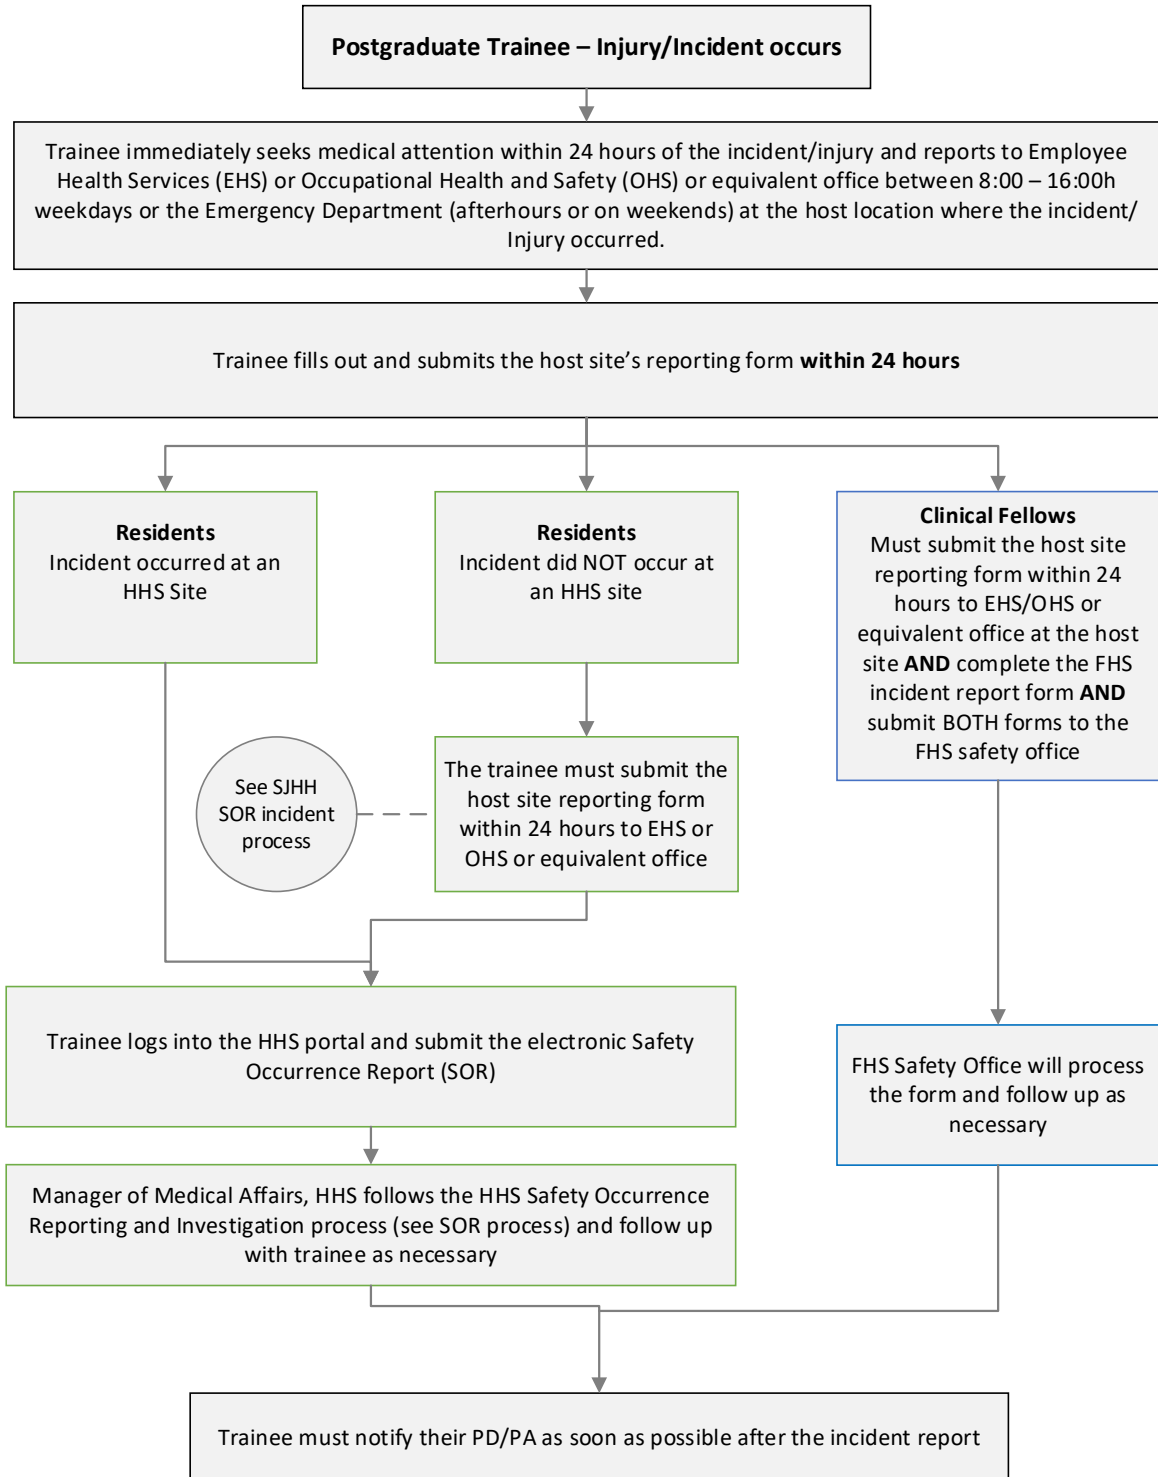 Postgraduate Trainee – Injury/Incident occurs
Trainee immediately seeks medical attention within 24 hours of the incident/injury and reports to Employee
Health Services (EHS) or Occupational Health and Safety (OHS) or equivalent office between 8:00 – 16:00h
weekdays or the Emergency Department (afterhours or on weekends) at the host location where the incident/
Injury occurred.
Trainee fills out and submits the host site's reporting form within 24 hours
Residents
Incident occurred at an
HHS Site
Residents
Incident did NOT occur at
an HHS site
Clinical Fellows
Must submit the host site
reporting form within 24
hours to EHS/OHS or
equivalent office at the host
site AND complete the FHS
incident report form AND
submit BOTH forms to the
FHS safety office
See SJHH
SOR incident
process
The trainee must submit the
host site reporting form
within 24 hours to EHS or
OHS or equivalent office
Trainee logs into the HHS portal and submit the electronic Safety
Occurrence Report (SOR)
FHS Safety Office will process
the form and follow up as
necessary
Manager of Medical Affairs, HHS follows the HHS Safety Occurrence
Reporting and Investigation process (see SOR process) and follow up
with trainee as necessary
Trainee must notify their PD/PA as soon as possible after the incident report